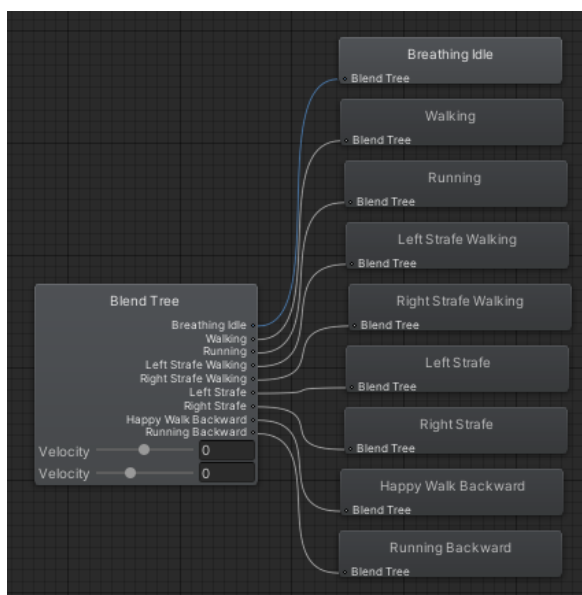 Breathing Idle
Blend Tree
Walking
Blend Tree
Running
Blend Tree
Left Strafe Walking
Blend Tree
Right Strafe Walking
Blend Tree
Left Strafe
Blend Tree
Right Strafe
Blend Tree
Happy Walk Backward
Blend Tree
Running Backward
Blend Tree
Blend Tree
Breathing Idle
Walking
Running
Left Strafe Walking
Right Strafe Walking
Left Strafe
Right Strafe
Happy Walk Backward
Running Backward
Velocity 0
Velocity 0